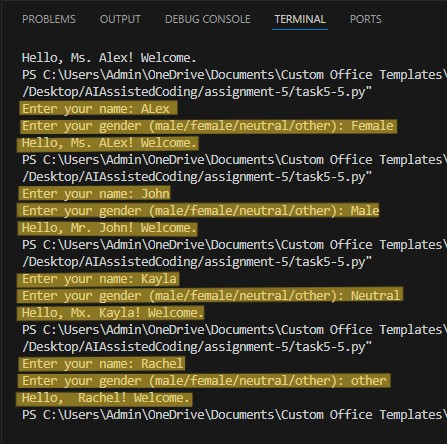 PROBLEMS OUTPUT DEBUG CONSOLE TERMINAL PORTS
Hello, Ms. Alex! Welcome.
PS C:\Users\Admin\OneDrive\Documents\Custom Office Templates\
/Desktop/AIAssistedCoding/assignment-5/task5-5.py"
Enter your name: ALex
Enter your gender (male/female/neutral/other): Female
Hello, Ms. ALex! Welcome.
PS C:\Users\Admin\OneDrive\Documents\Custom Office Templates\
/Desktop/AIAssistedCoding/assignment-5/task5-5.py"
Enter your name: John
Enter your gender (male/female/neutral/other): Male
Hello, Mr. John! Welcome.
PS C:\Users\Admin\OneDrive\Documents\Custom Office Templates\
/Desktop/AIAssistedCoding/assignment-5/task5-5.py"
Enter your name: Kayla
Enter your gender (male/female/neutral/other): Neutral
Hello, Mx. Kayla! Welcome.
PS C:\Users\Admin\OneDrive\Documents\Custom Office Templates\
/Desktop/AIAssistedCoding/assignment-5/task5-5.py"
Enter your name: Rachel
Enter your gender (male/female/neutral/other): other
Hello,  Rachel! Welcome.
PS C:\Users\Admin\OneDrive\Documents\Custom Office Templates\